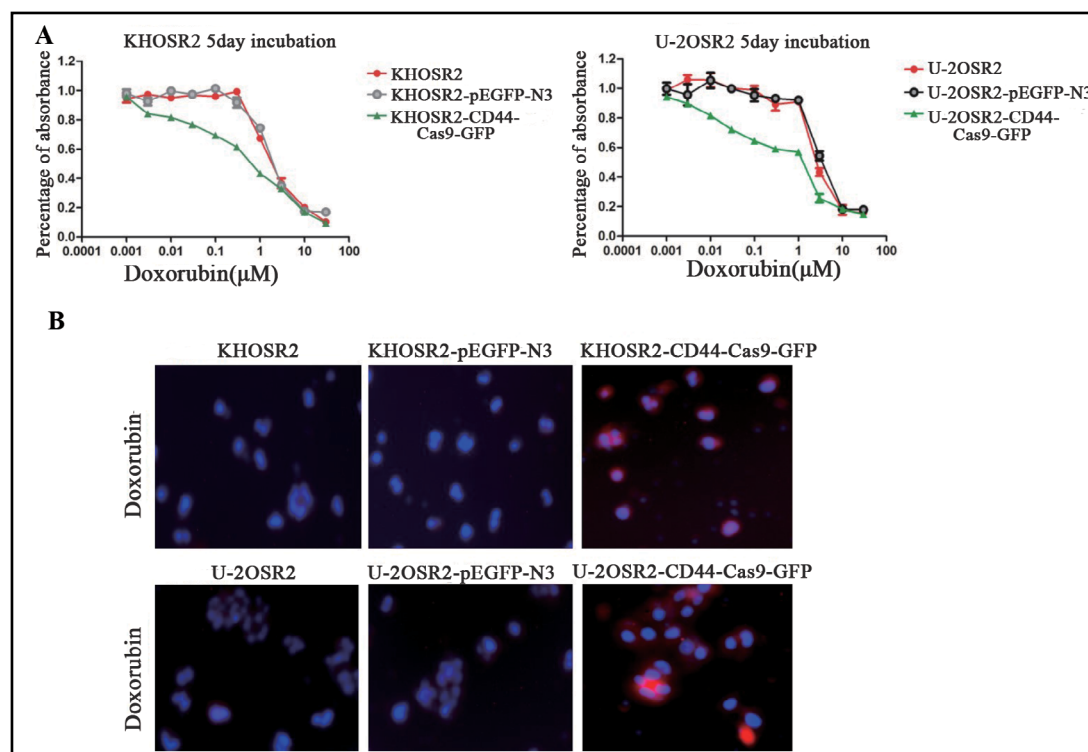 A
KHOSR2 5day incubation
Percentage of absorbance
1.2
1.0
0.8
0.6
0.4
0.2
0.0
0.0001 0.001 0.01 0.1 1 10 100
Doxorubin(μM)
KHOSR2
KHOSR2-pEGFP-N3
KHOSR2-CD44-
Cas9-GFP
U-2OSR2 5day incubation
Percentage of absorbance
1.2
1.0
0.8
0.6
0.4
0.2
0.0
0.0001 0.001 0.01 0.1 1 10 100
Doxorubin(μM)
U-2OSR2
U-2OSR2-pEGFP-N3
U-2OSR2-CD44-
Cas9-GFP
B
KHOSR2 KHOSR2-pEGFP-N3 KHOSR2-CD44-Cas9-GFP
Doxorubin
U-2OSR2 U-2OSR2-pEGFP-N3 U-2OSR2-CD44-Cas9-GFP
Doxorubin